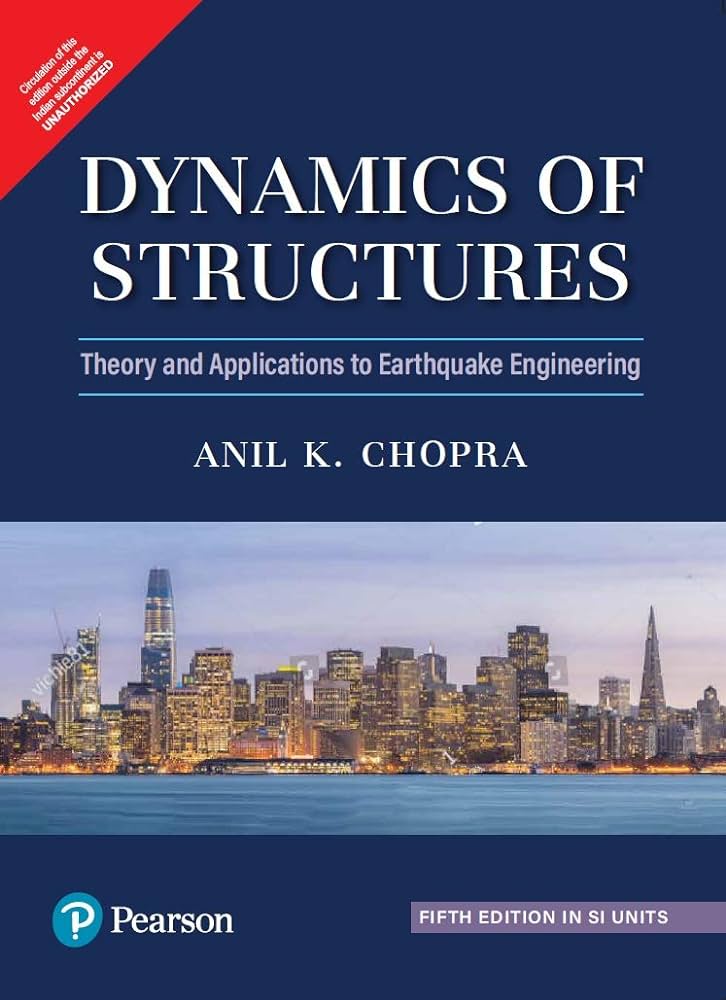 Circulation of this
edition outside the
Indian subcontinent is
UNAUTHORIZED
DYNAMICS OF
STRUCTURES
Theory and Applications to Earthquake Engineering
ANIL K. CHOPRA
vichie81
P Pearson
FIFTH EDITION IN SI UNITS